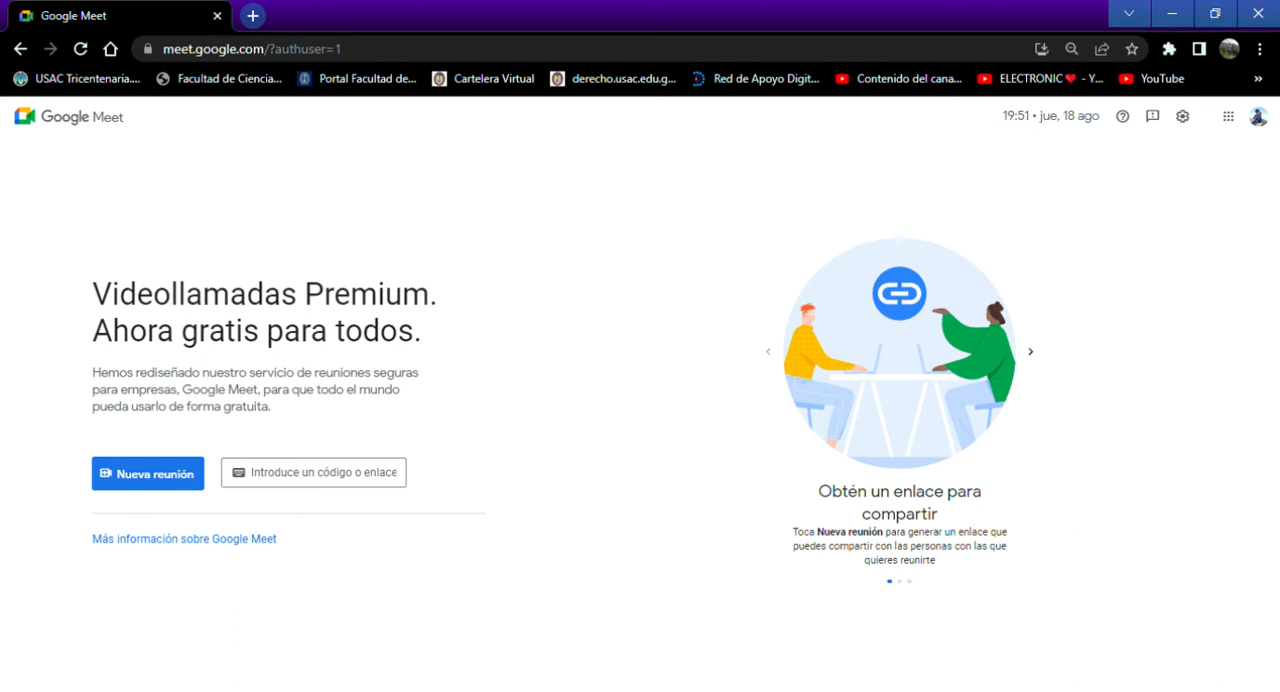 Google Meet
meet.google.com/?authuser=1
USAC Tricentenaria....
Facultad de Ciencia...
Portal Facultad de...
Cartelera Virtual
derecho.usac.edu.g...
Red de Apoyo Digit...
Contenido del cana...
ELECTRONIC❤ - Y...
YouTube
»
Google Meet
19:51 • jue, 18 ago
Videollamadas Premium.
Ahora gratis para todos.
Hemos rediseñado nuestro servicio de reuniones seguras
para empresas, Google Meet, para que todo el mundo
pueda usarlo de forma gratuita.
Nueva reunión
Introduce un código o enlace
Más información sobre Google Meet
Obtén un enlace para
compartir
Toca Nueva reunión para generar un enlace que
puedes compartir con las personas con las que
quieres reunirte